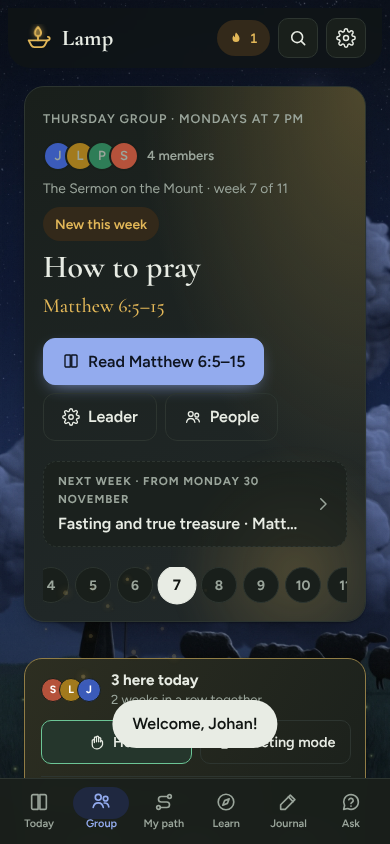 Lamp
1
THURSDAY GROUP · MONDAYS AT 7 PM
J L P S 4 members
The Sermon on the Mount · week 7 of 11
New this week
How to pray
Matthew 6:5–15
Read Matthew 6:5–15
Leader
People
NEXT WEEK · FROM MONDAY 30
NOVEMBER
Fasting and true treasure · Matt...
4 5 6 7 8 9 10 11
S L J
3 here today
2 weeks in a row together
Welcome, Johan!
mode
Today Group My path Learn Journal Ask